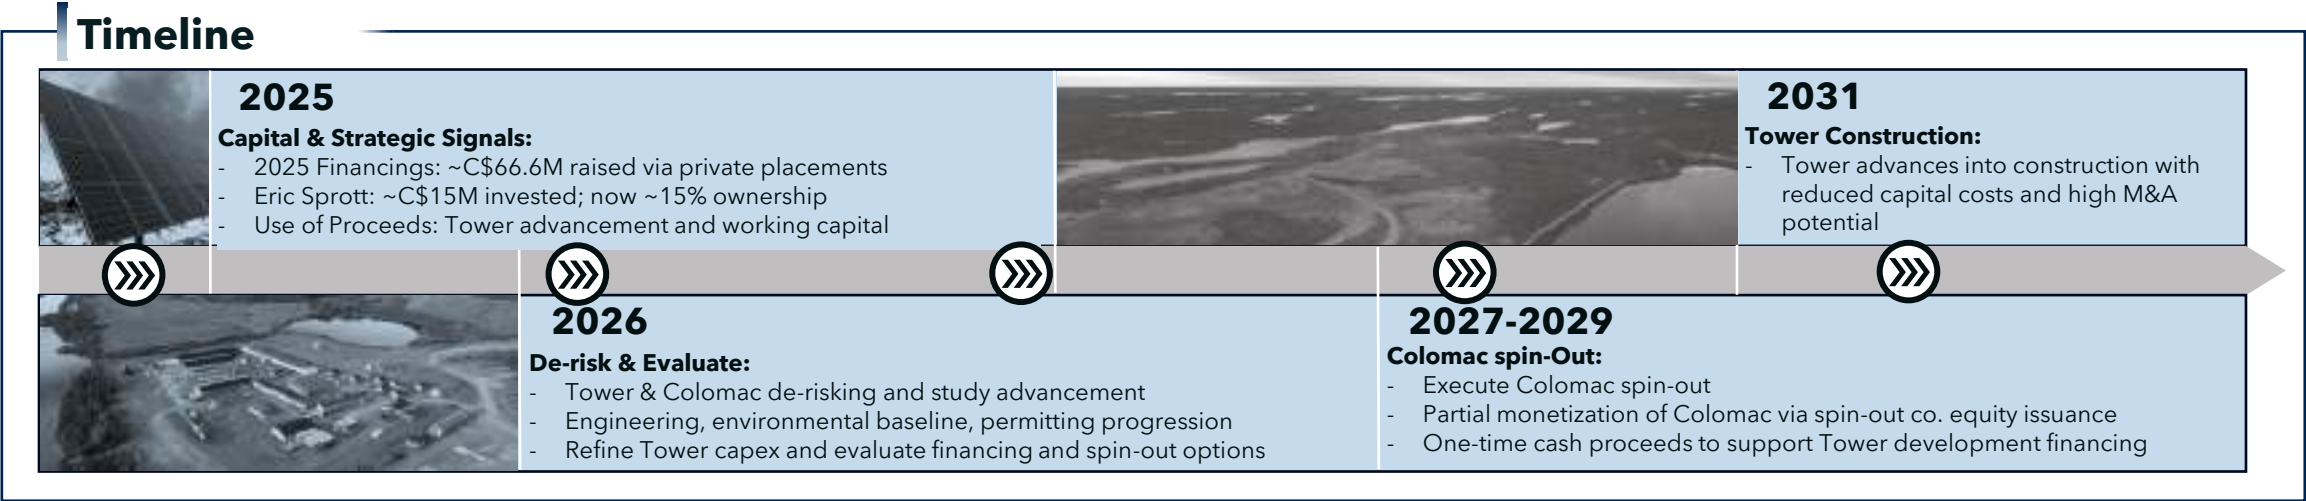 Timeline
2025
Capital & Strategic Signals:
- 2025 Financings: ~C$66.6M raised via private placements
- Eric Sprott: ~C$15M invested; now ~15% ownership
- Use of Proceeds: Tower advancement and working capital
2026
De-risk & Evaluate:
- Tower & Colomac de-risking and study advancement
- Engineering, environmental baseline, permitting progression
- Refine Tower capex and evaluate financing and spin-out options
2027-2029
Colomac spin-Out:
- Execute Colomac spin-out
- Partial monetization of Colomac via spin-out co. equity issuance
- One-time cash proceeds to support Tower development financing
2031
Tower Construction:
- Tower advances into construction with
reduced capital costs and high M&A
potential